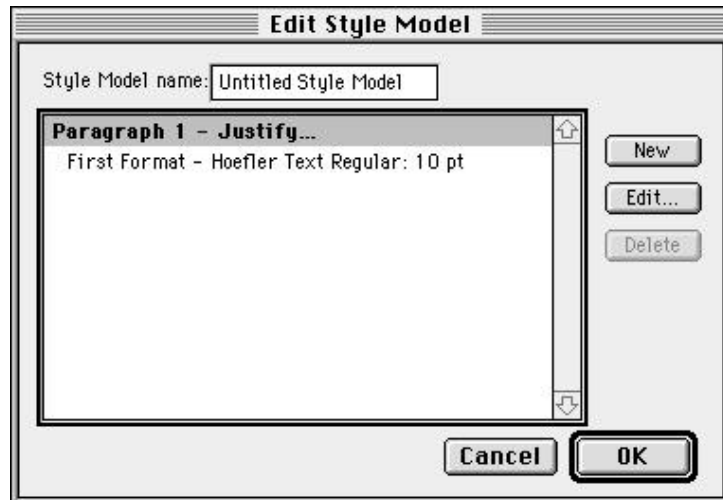 Edit Style Model
Style Model name: Untitled Style Model
Paragraph 1 - Justify...
First Format - Hoefler Text Regular: 10 pt
New
Edit...
Delete
Cancel
OK